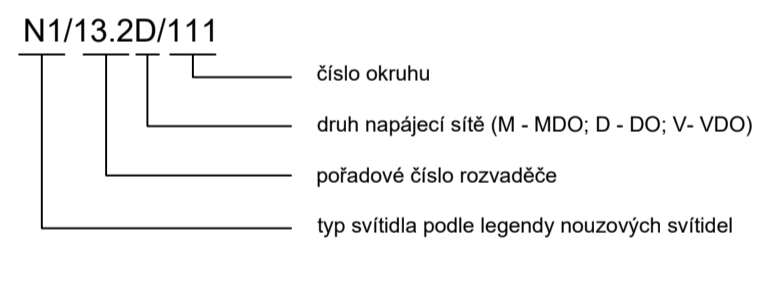 N1/13.2D/111
číslo okruhu
druh napájecí sítě (M - MDO; D - DO; V- VDO)
pořadové číslo rozvaděče
typ svítidla podle legendy nouzových svítidel